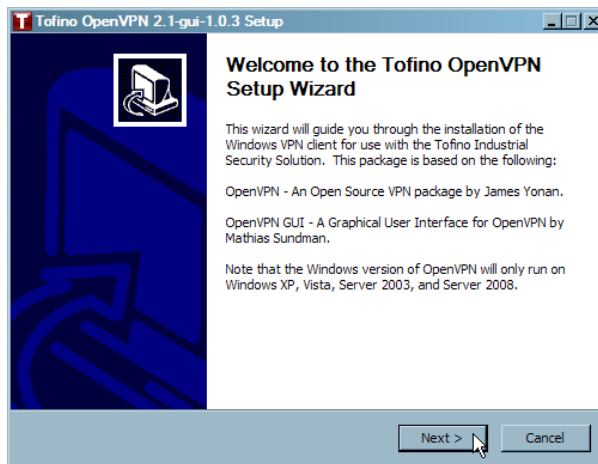 Tofino OpenVPN 2.1-gui-1.0.3 Setup
Welcome to the Tofino OpenVPN
Setup Wizard
This wizard will guide you through the installation of the
Windows VPN client for use with the Tofino Industrial
Security Solution.  This package is based on the following:
OpenVPN - An Open Source VPN package by James Yonan.
OpenVPN GUI - A Graphical User Interface for OpenVPN by
Mathias Sundman.
Note that the Windows version of OpenVPN will only run on
Windows XP, Vista, Server 2003, and Server 2008.
Next >
Cancel